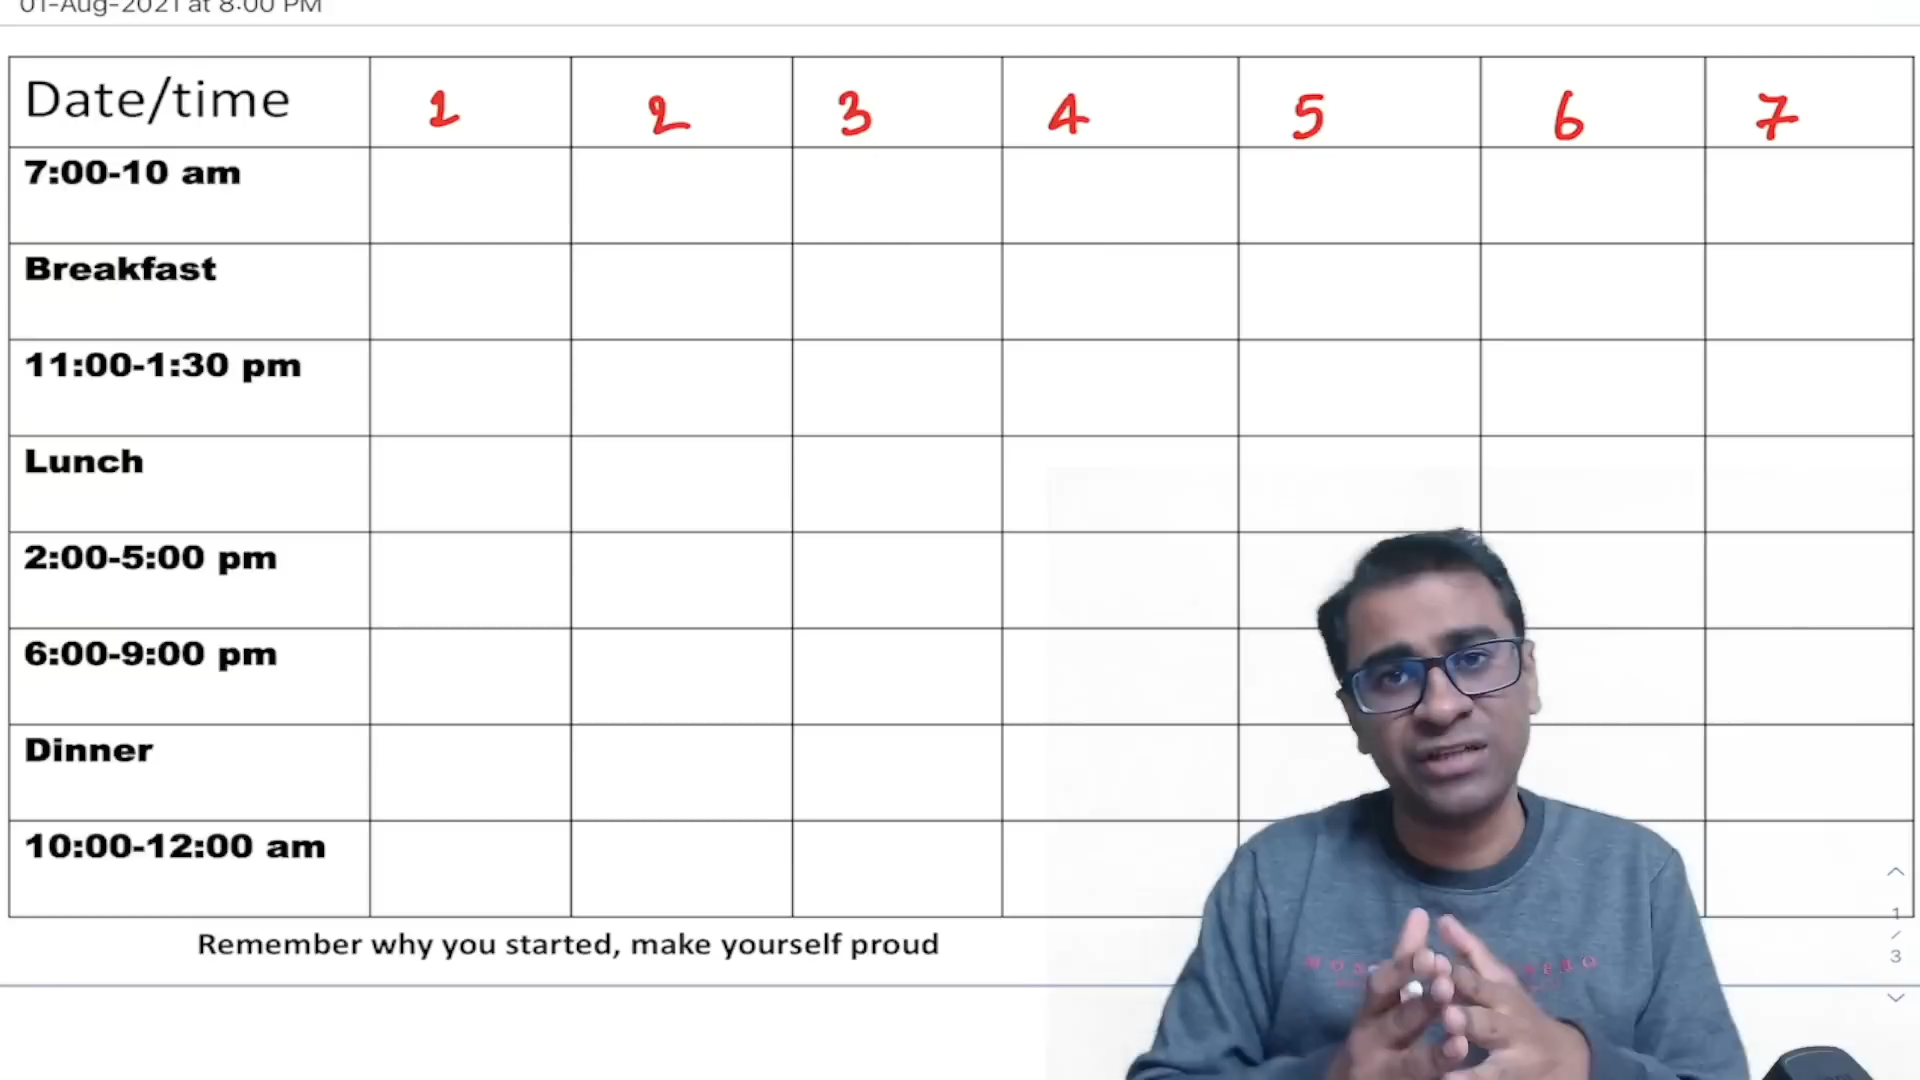 01-Aug-2021 at 8:00 PM
Date/time 1 2 3 4 5 6 7
7:00-10 am
Breakfast
11:00-1:30 pm
Lunch
2:00-5:00 pm
6:00-9:00 pm
Dinner
10:00-12:00 am
Remember why you started, make yourself proud
1
/
3